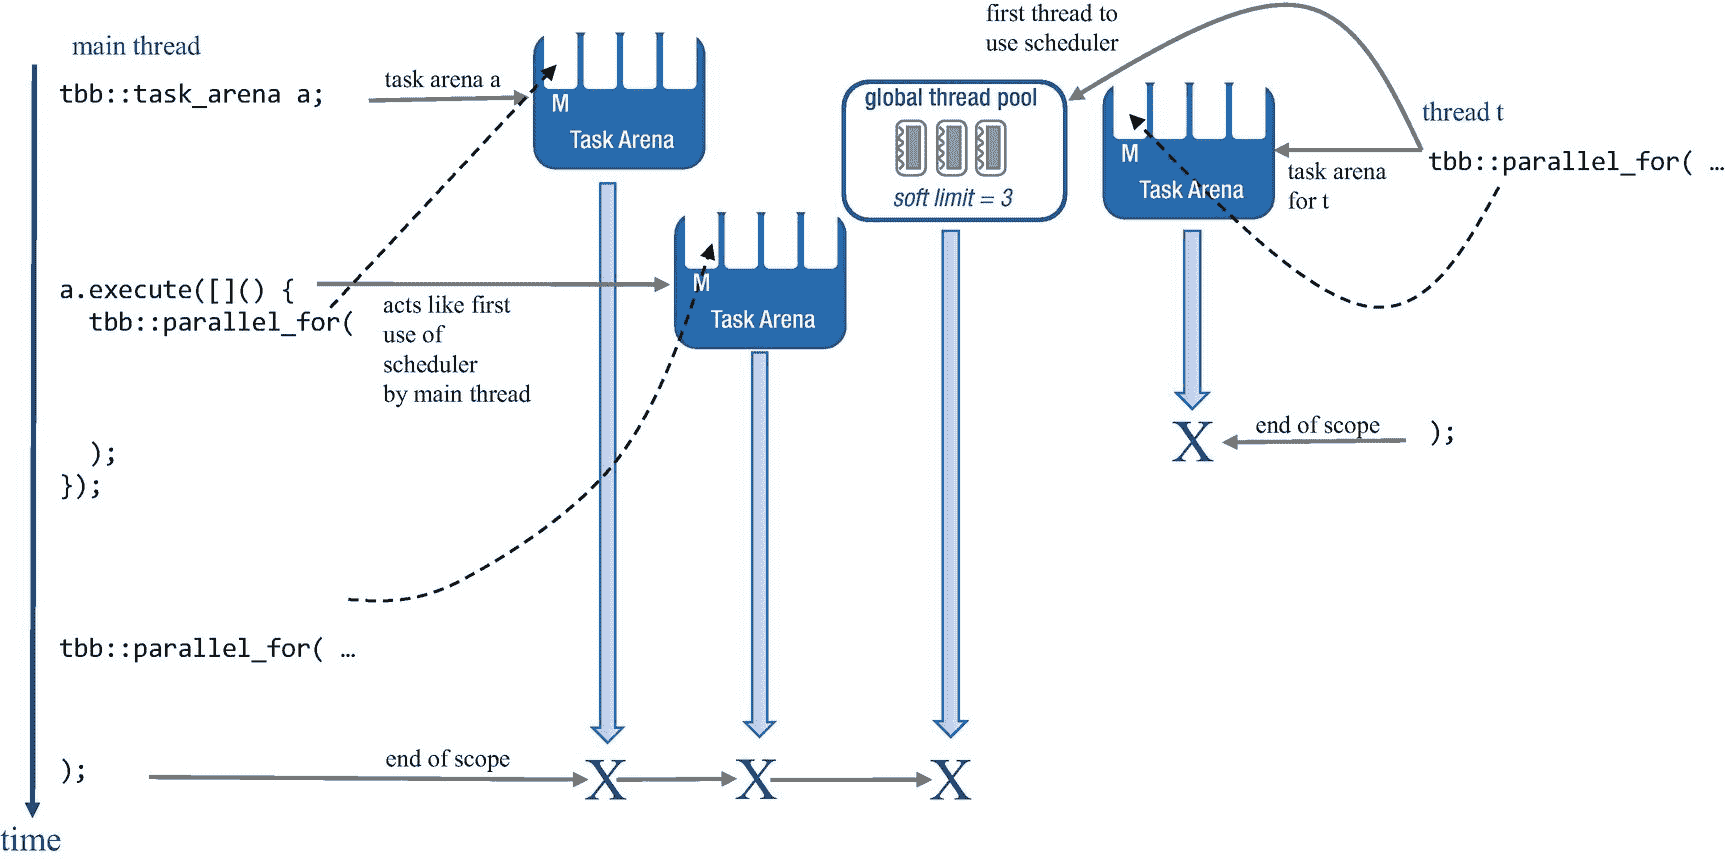 main thread
tbb::task_arena a;
task arena a
M
Task Arena
first thread to
use scheduler
global thread pool
soft limit = 3
M
Task Arena
thread t
tbb::parallel_for( …
task arena
for t
a.execute([]() {
tbb::parallel_for(
acts like first
use of
scheduler
by main thread
M
Task Arena
);
});
X
end of scope
);
tbb::parallel_for( …
);
end of scope
X
X
X
time